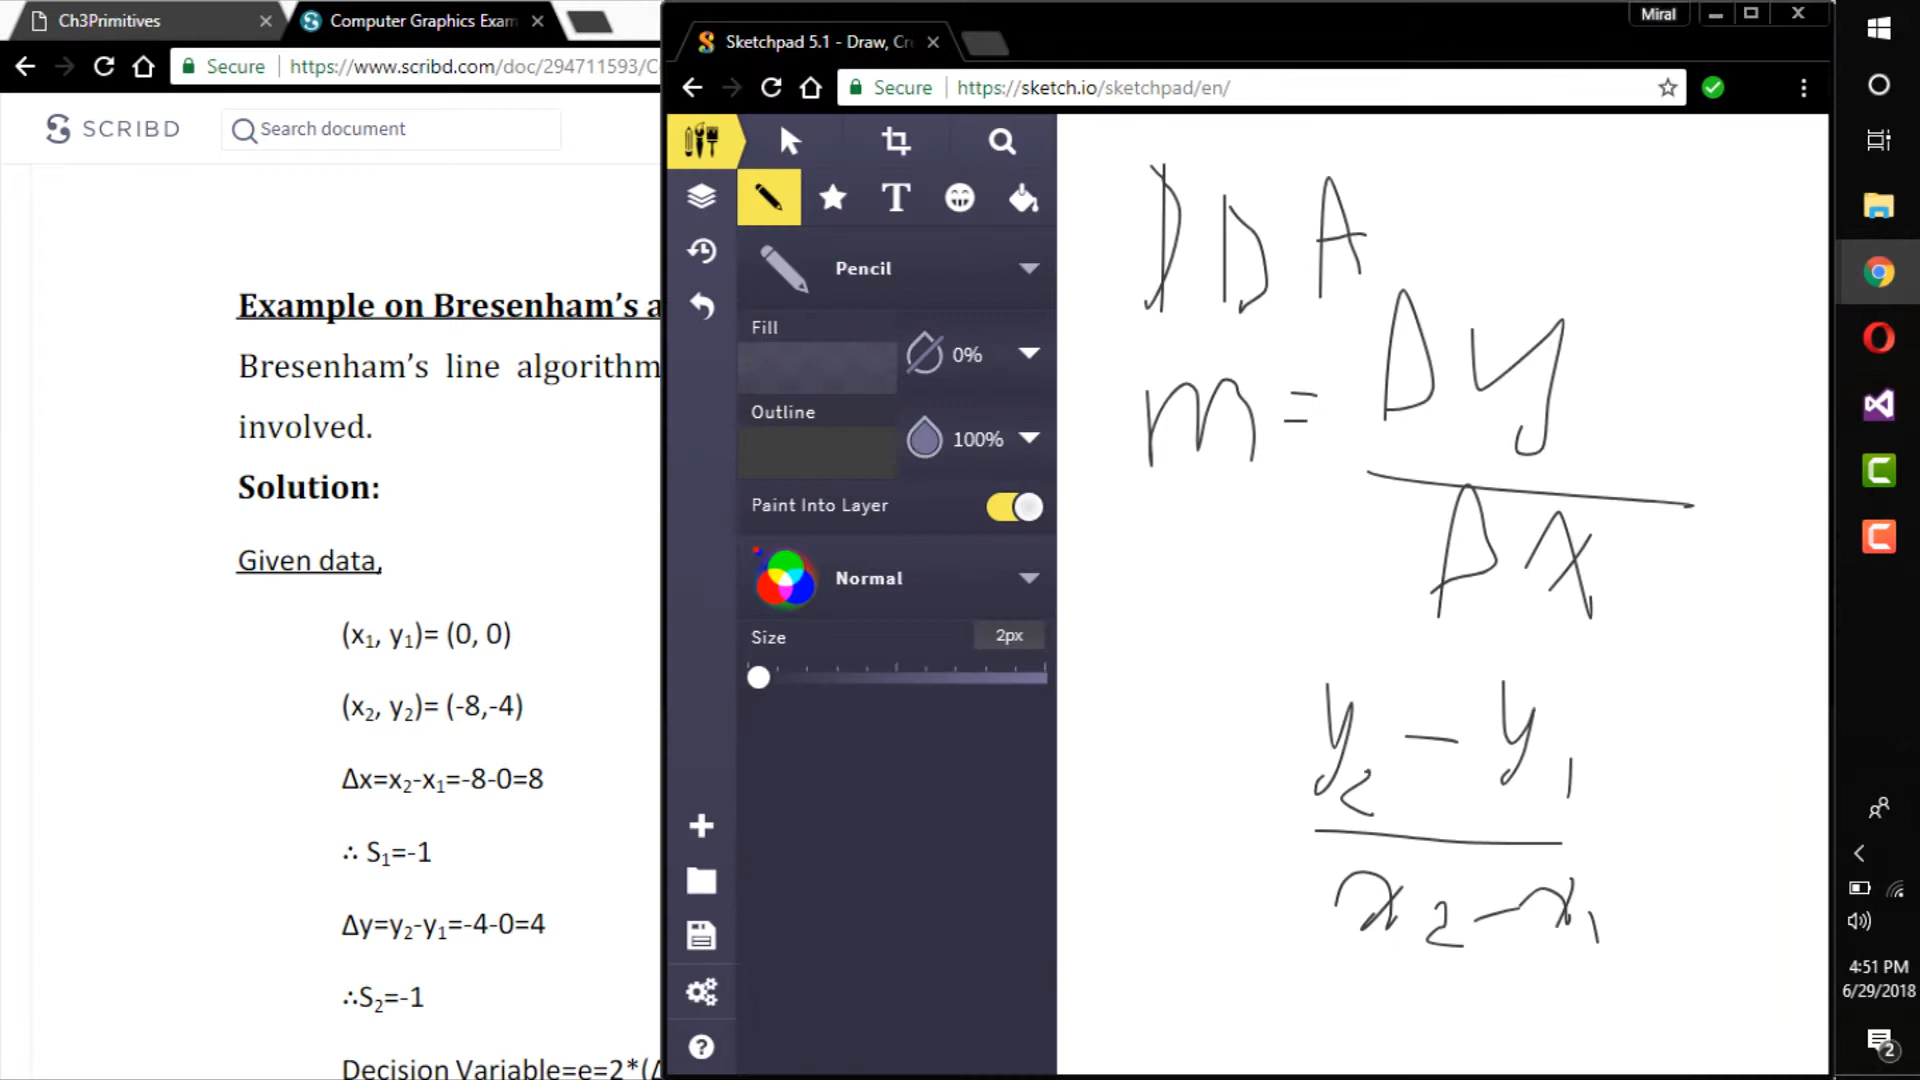 Ch3Primitives
Computer Graphics Exam
Secure
https://www.scribd.com/doc/294711593/C
SCRIBD
Search document
Example on Bresenham's a
Bresenham's line algorithm
involved.
Solution:
Given data,
(x₁, y₁)= (0, 0)
(x₂, y₂)= (-8,-4)
Δx=x₂-x₁=-8-0=8
∴ S₁=-1
Δy=y₂-y₁=-4-0=4
∴S₂=-1
Decision Variable=e=2*(
Miral
Sketchpad 5.1 - Draw, Cr
Secure
https://sketch.io/sketchpad/en/
T
Pencil
Fill
0%
Outline
100%
Paint Into Layer
Normal
Size
2px
DDA
m = Δy
Δx
y₂ - y₁
x₂ - x₁
4:51 PM
6/29/2018
2